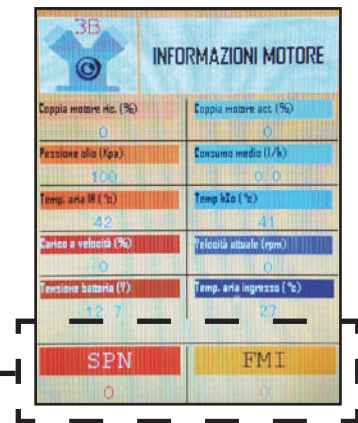 3B
INFORMAZIONI MOTORE
Coppia motore ric. (%) Coppia motore act. (%)
0 0
Pessione olio (Kpa) Consumo medio (l/h)
100 0.0
Temp. aria IM (°c) Temp h2o (°c)
42 41
Carico a velocità (%) Velocità attuale (rpm)
0 0
Tensione batteria (V) Temp. aria ingresso (°c)
12.7 27
SPN FMI
0 0